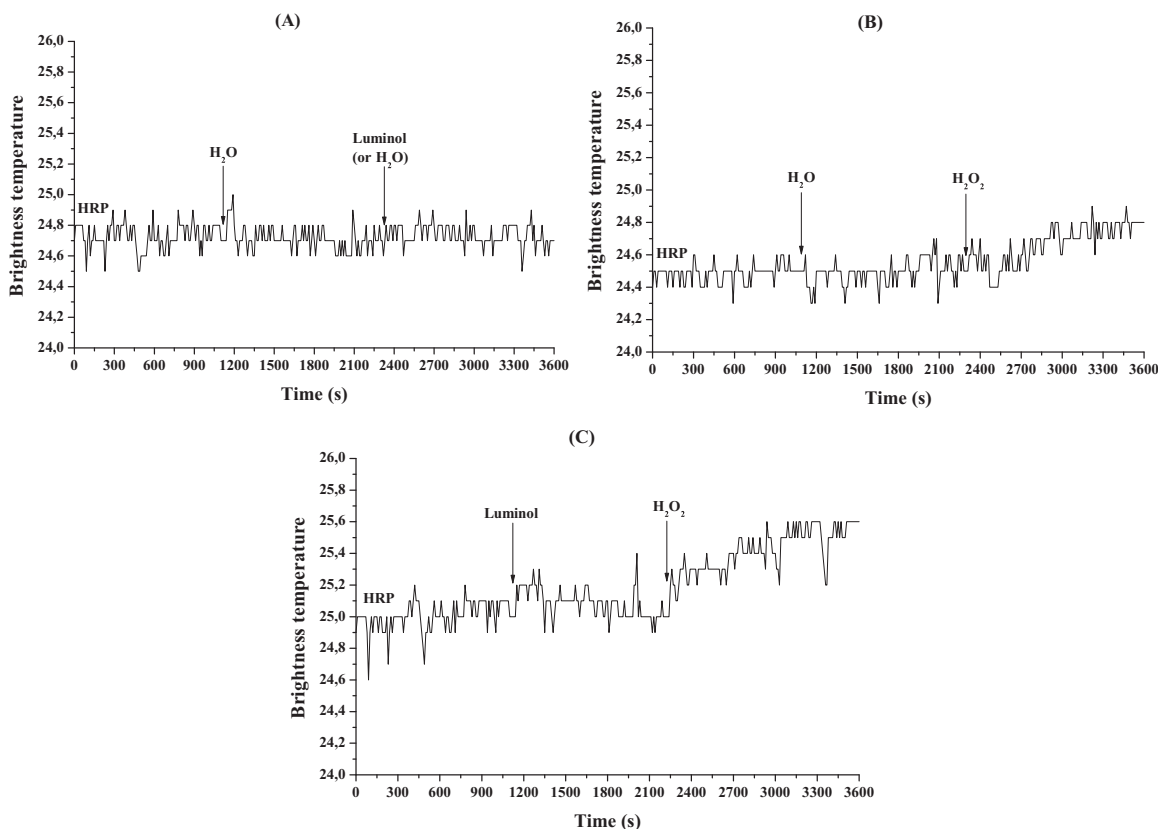 (A)
26,0
25,8
25,6
25,4
25,2
25,0
24,8
24,6
24,4
24,2
24,0
Brightness temperature
HRP
H₂O
Luminol
(or H₂O)
0 300 600 900 1200 1500 1800 2100 2400 2700 3000 3300 3600
Time (s)
(B)
26,0
25,8
25,6
25,4
25,2
25,0
24,8
24,6
24,4
24,2
24,0
Brightness temperature
HRP
H₂O
H₂O₂
0 300 600 900 1200 1500 1800 2100 2400 2700 3000 3300 3600
Time (s)
(C)
26,0
25,8
25,6
25,4
25,2
25,0
24,8
24,6
24,4
24,2
24,0
Brightness temperature
HRP
Luminol
H₂O₂
0 300 600 900 1200 1500 1800 2100 2400 2700 3000 3300 3600
Time (s)